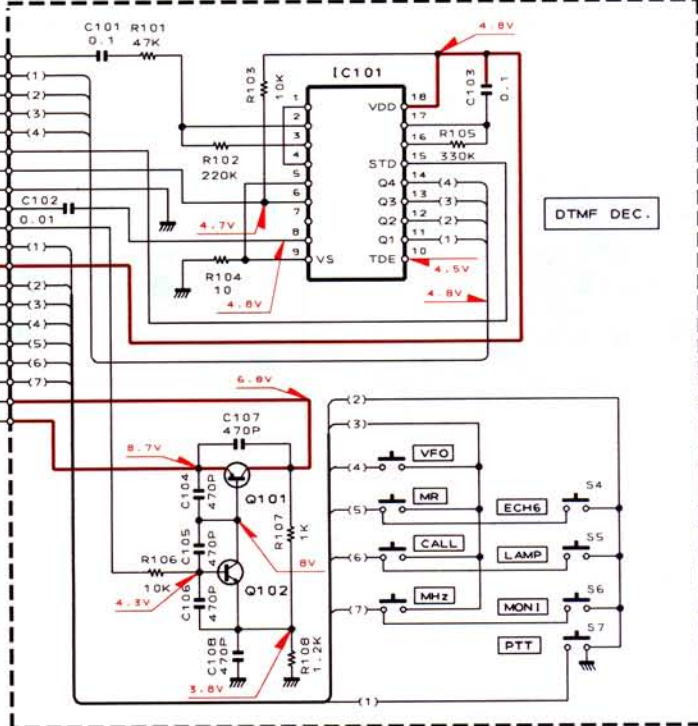 C101
0.1
R101
47K
(1)
(2)
(3)
(4)
R103
10K
IC101
4.8V
C103
0.1
1
2
3
4
5
6
7
8
9
VS
VDD
18
17
16
STD
15
Q4
14
Q3
13
Q2
12
Q1
11
TDE
10
R105
330K
(4)
(3)
(2)
(1)
R102
220K
C102
0.01
4.7V
R104
10
4.8V
4.5V
4.8V
DTMF DEC.
(1)
(2)
(3)
(4)
(5)
(6)
(7)
6.8V
C107
470P
8.7V
C104
470P
Q101
R107
1K
C105
470P
8V
R106
10K
4.3V
C106
470P
Q102
C108
470P
3.8V
R108
1.2K
(2)
(3)
(4)
VFO
(5)
MR
ECH6
S4
(6)
CALL
LAMP
S5
(7)
MHz
MONI
S6
PTT
S7
(1)